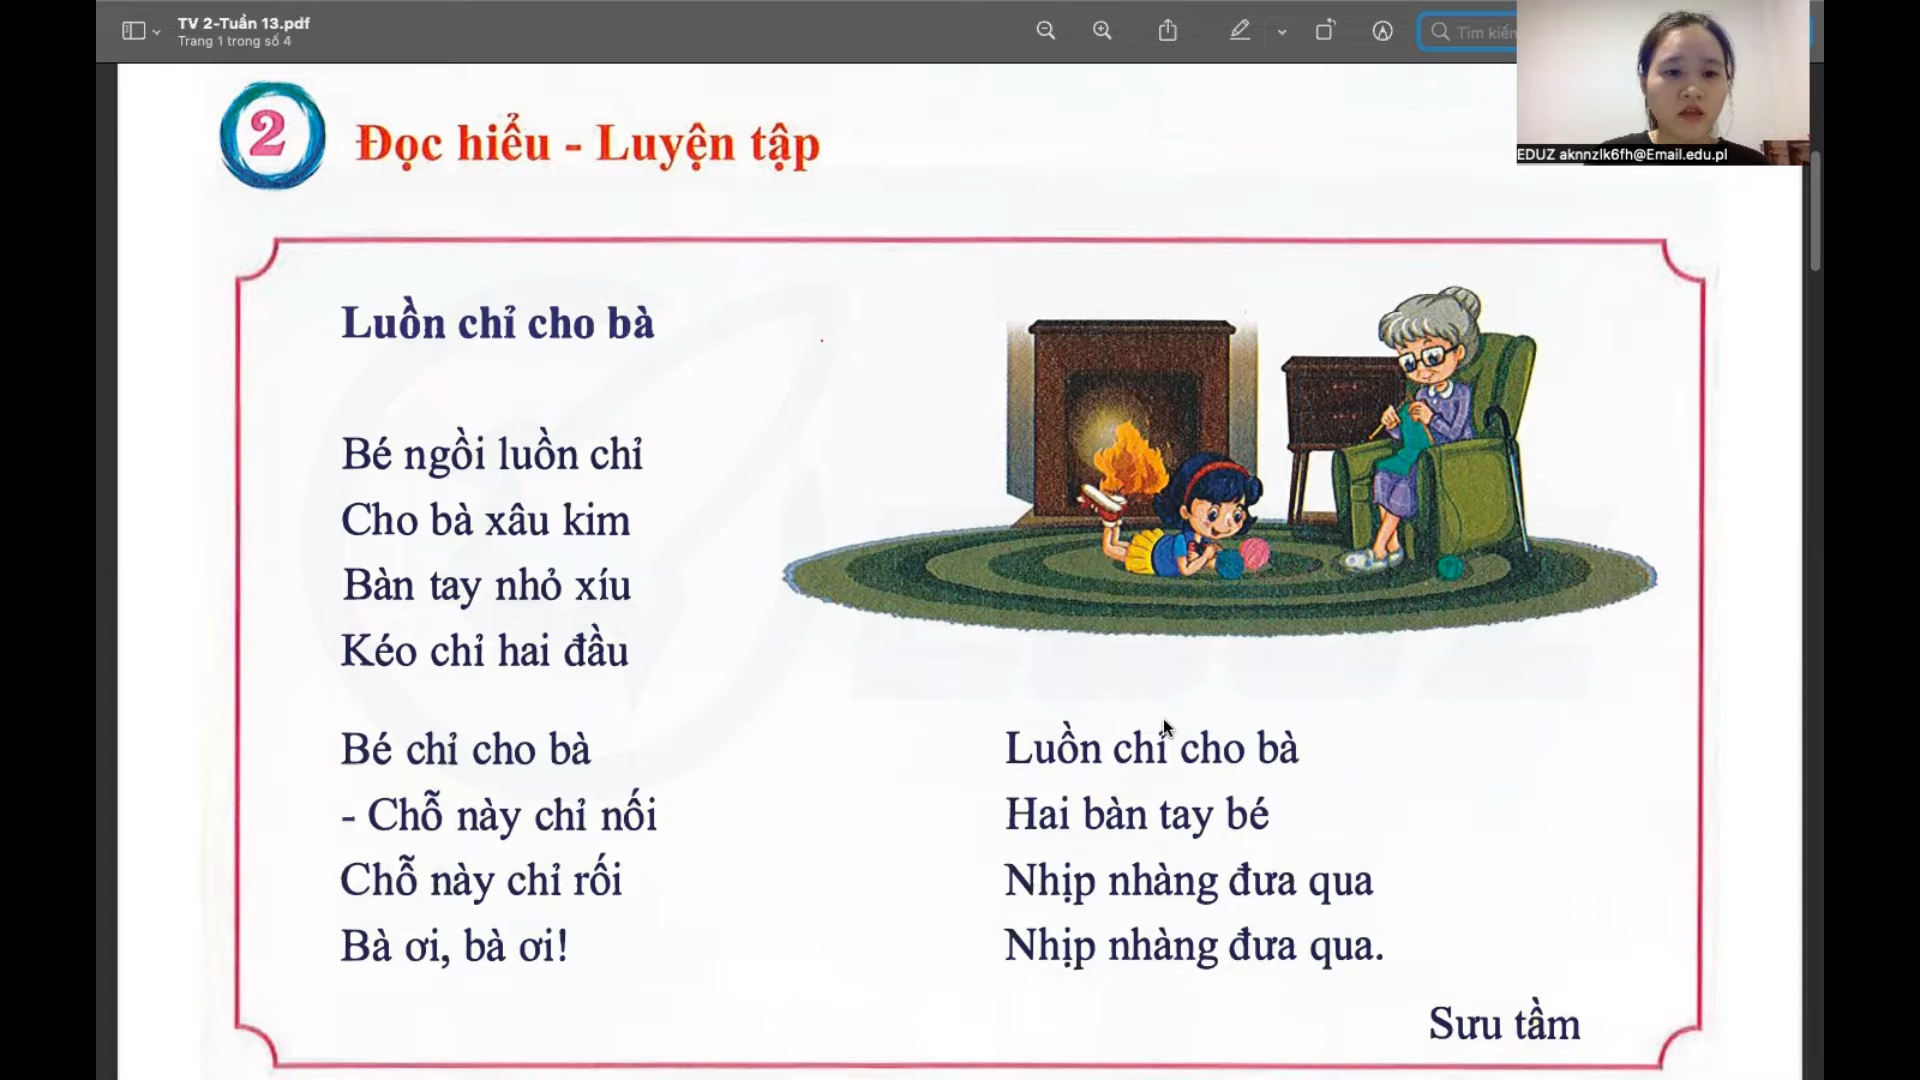 TV 2-Tuần 13.pdf
Trang 1 trong số 4
Tìm kiếm
EDUZ aknnzlk6fh@Email.edu.pl
2
Đọc hiểu - Luyện tập
Luồn chỉ cho bà
Bé ngồi luồn chỉ
Cho bà xâu kim
Bàn tay nhỏ xíu
Kéo chỉ hai đầu
Bé chỉ cho bà
- Chỗ này chỉ nối
Chỗ này chỉ rối
Bà ơi, bà ơi!
Luồn chỉ cho bà
Hai bàn tay bé
Nhịp nhàng đưa qua
Nhịp nhàng đưa qua.
Sưu tầm